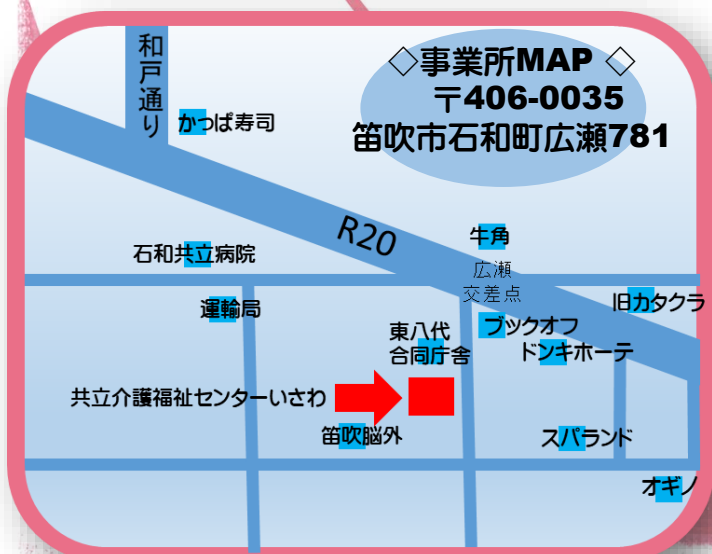 ◇事業所MAP ◇
〒406-0035
笛吹市石和町広瀬781
和戸通り
かっぱ寿司
R20
牛角
石和共立病院
広瀬
交差点
運輸局
旧カタクラ
東八代
合同庁舎
ブックオフ
ドンキホーテ
共立介護福祉センターいさわ
笛吹脳外
スパランド
オギノ